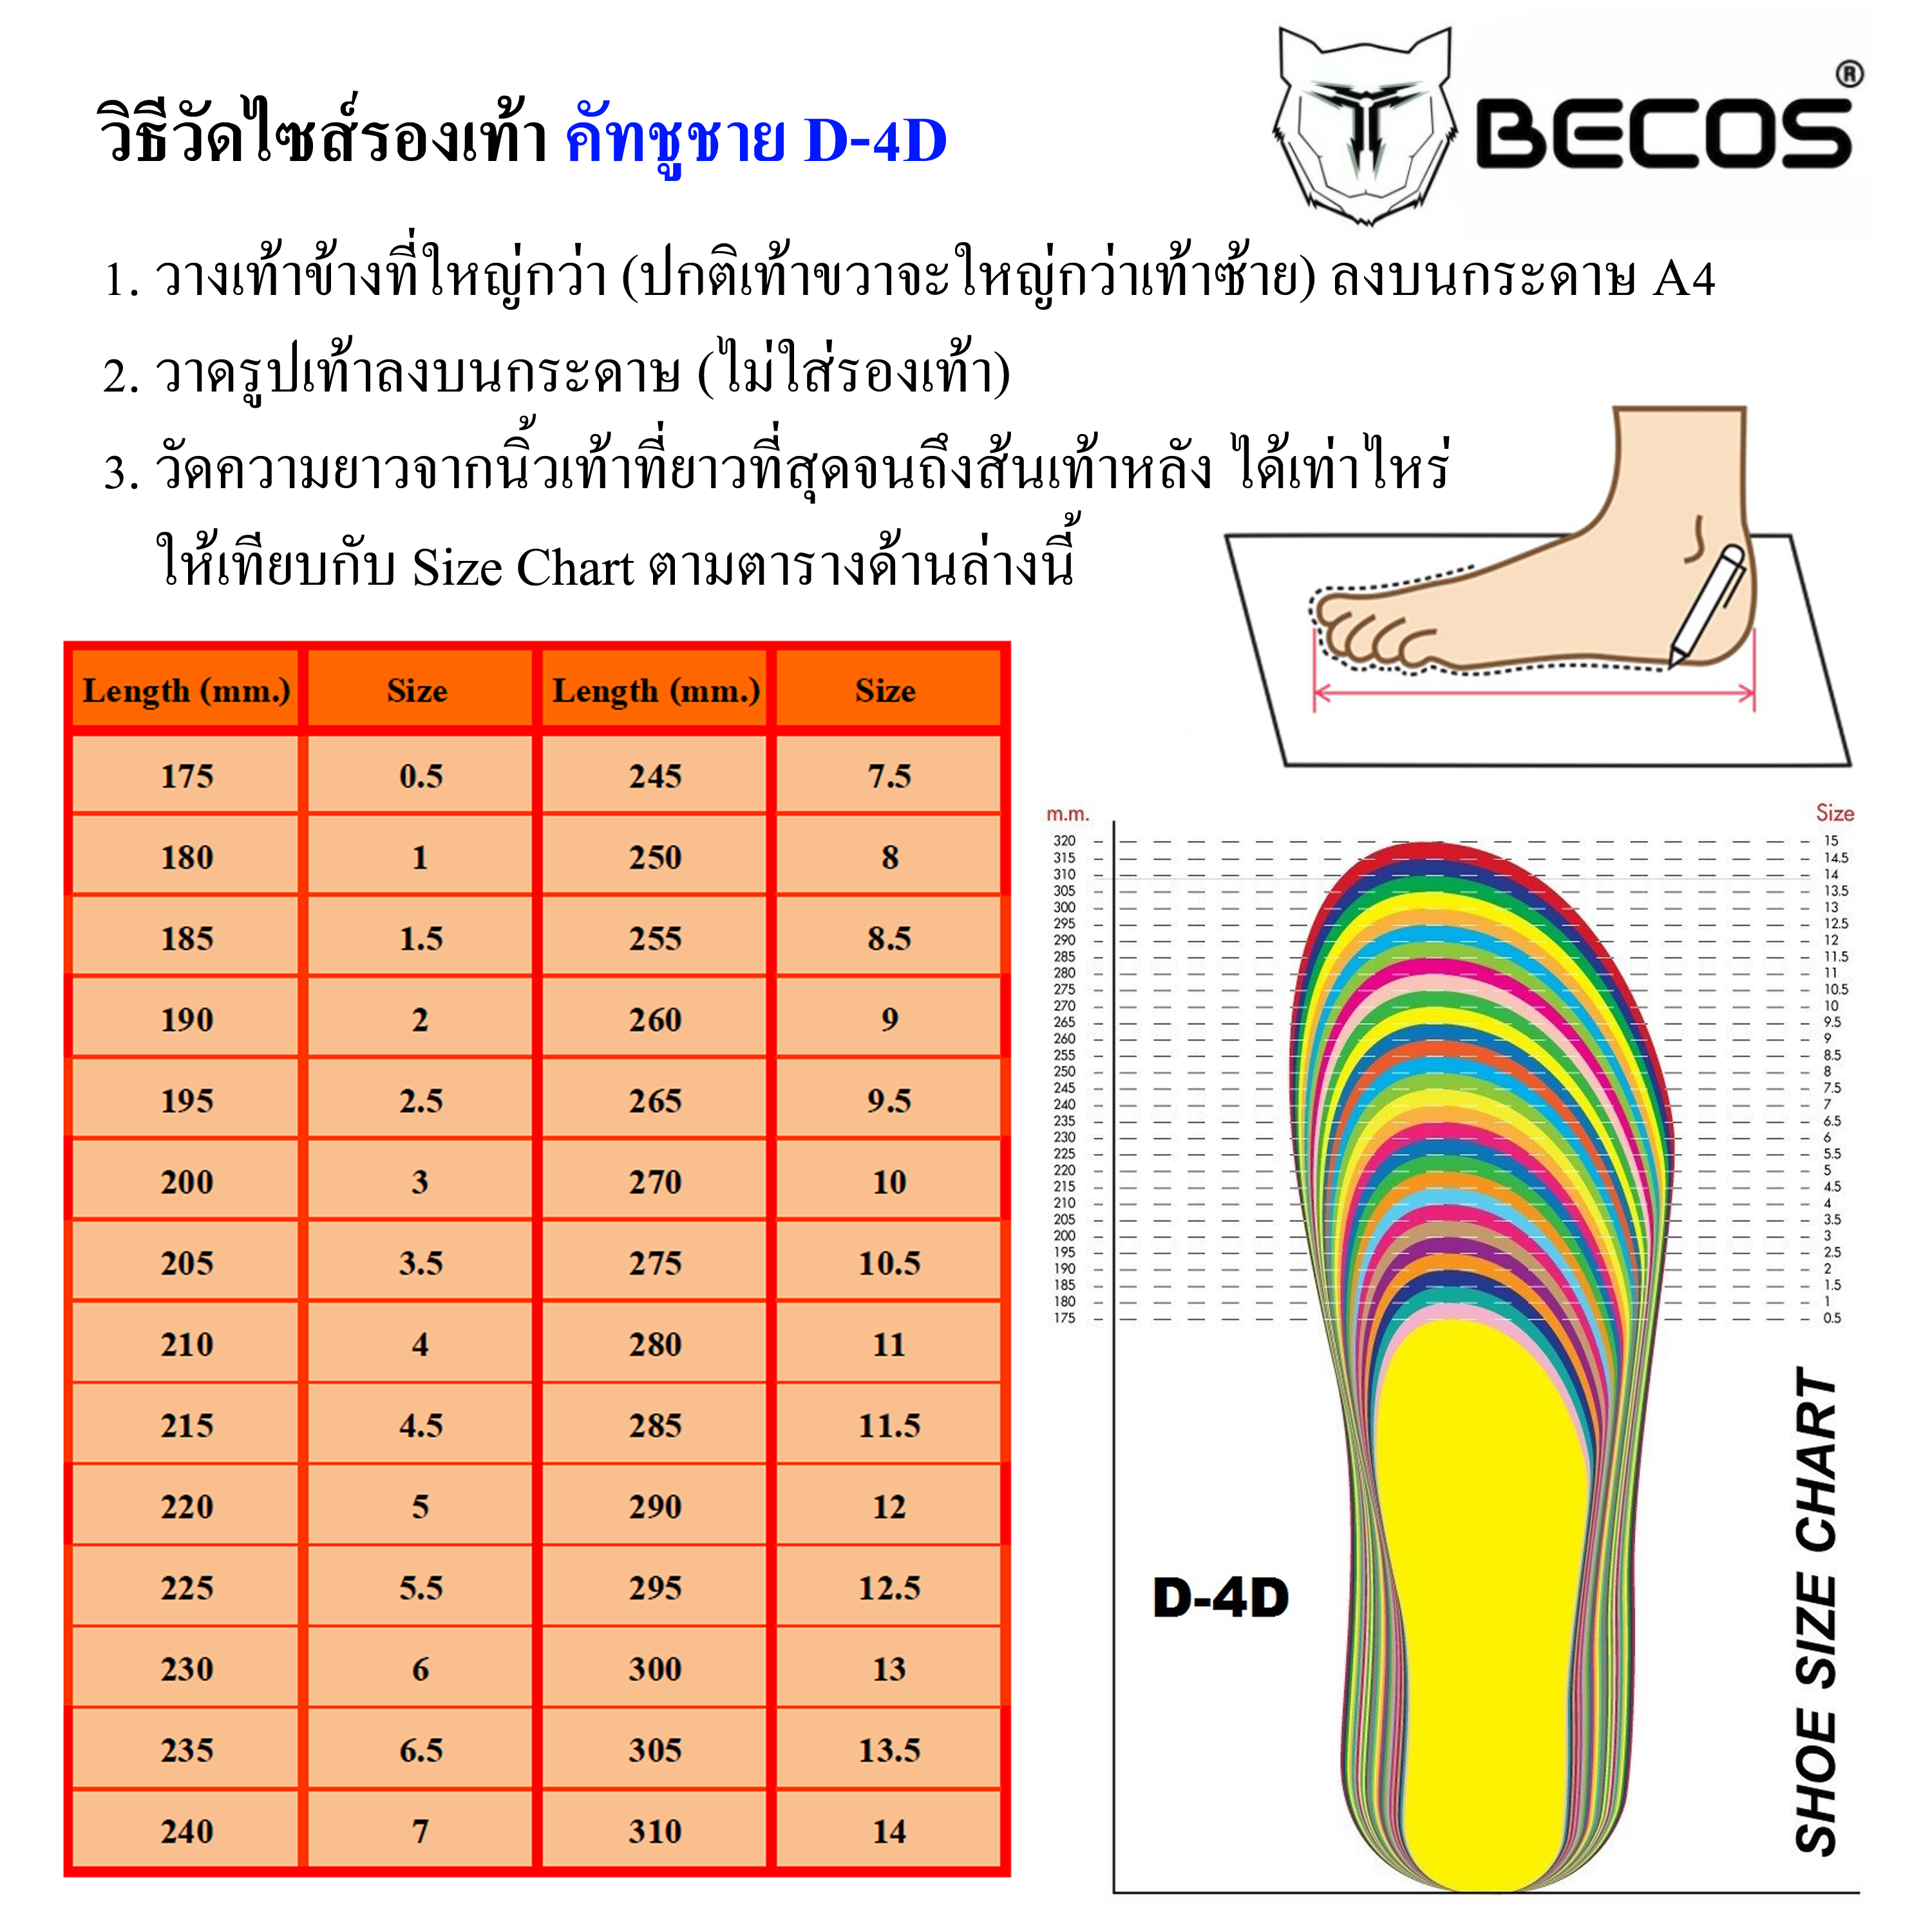 วิธีวัดไซส์รองเท้า คัทชูชาย D-4D
BECOS ®
1. วางเท้าข้างที่ใหญ่กว่า (ปกติเท้าขวาจะใหญ่กว่าเท้าซ้าย) ลงบนกระดาษ A4
2. วาดรูปเท้าลงบนกระดาษ (ไม่ใส่รองเท้า)
3. วัดความยาวจากนิ้วเท้าที่ยาวที่สุดจนถึงส้นเท้าหลัง ได้เท่าไหร่
ให้เทียบกับ Size Chart ตามตารางด้านล่างนี้
Length (mm.) Size Length (mm.) Size
175 0.5 245 7.5
180 1 250 8
185 1.5 255 8.5
190 2 260 9
195 2.5 265 9.5
200 3 270 10
205 3.5 275 10.5
210 4 280 11
215 4.5 285 11.5
220 5 290 12
225 5.5 295 12.5
230 6 300 13
235 6.5 305 13.5
240 7 310 14
m.m. Size
320 15
315 14.5
310 14
305 13.5
300 13
295 12.5
290 12
285 11.5
280 11
275 10.5
270 10
265 9.5
260 9
255 8.5
250 8
245 7.5
240 7
235 6.5
230 6
225 5.5
220 5
215 4.5
210 4
205 3.5
200 3
195 2.5
190 2
185 1.5
180 1
175 0.5
D-4D
SHOE SIZE CHART